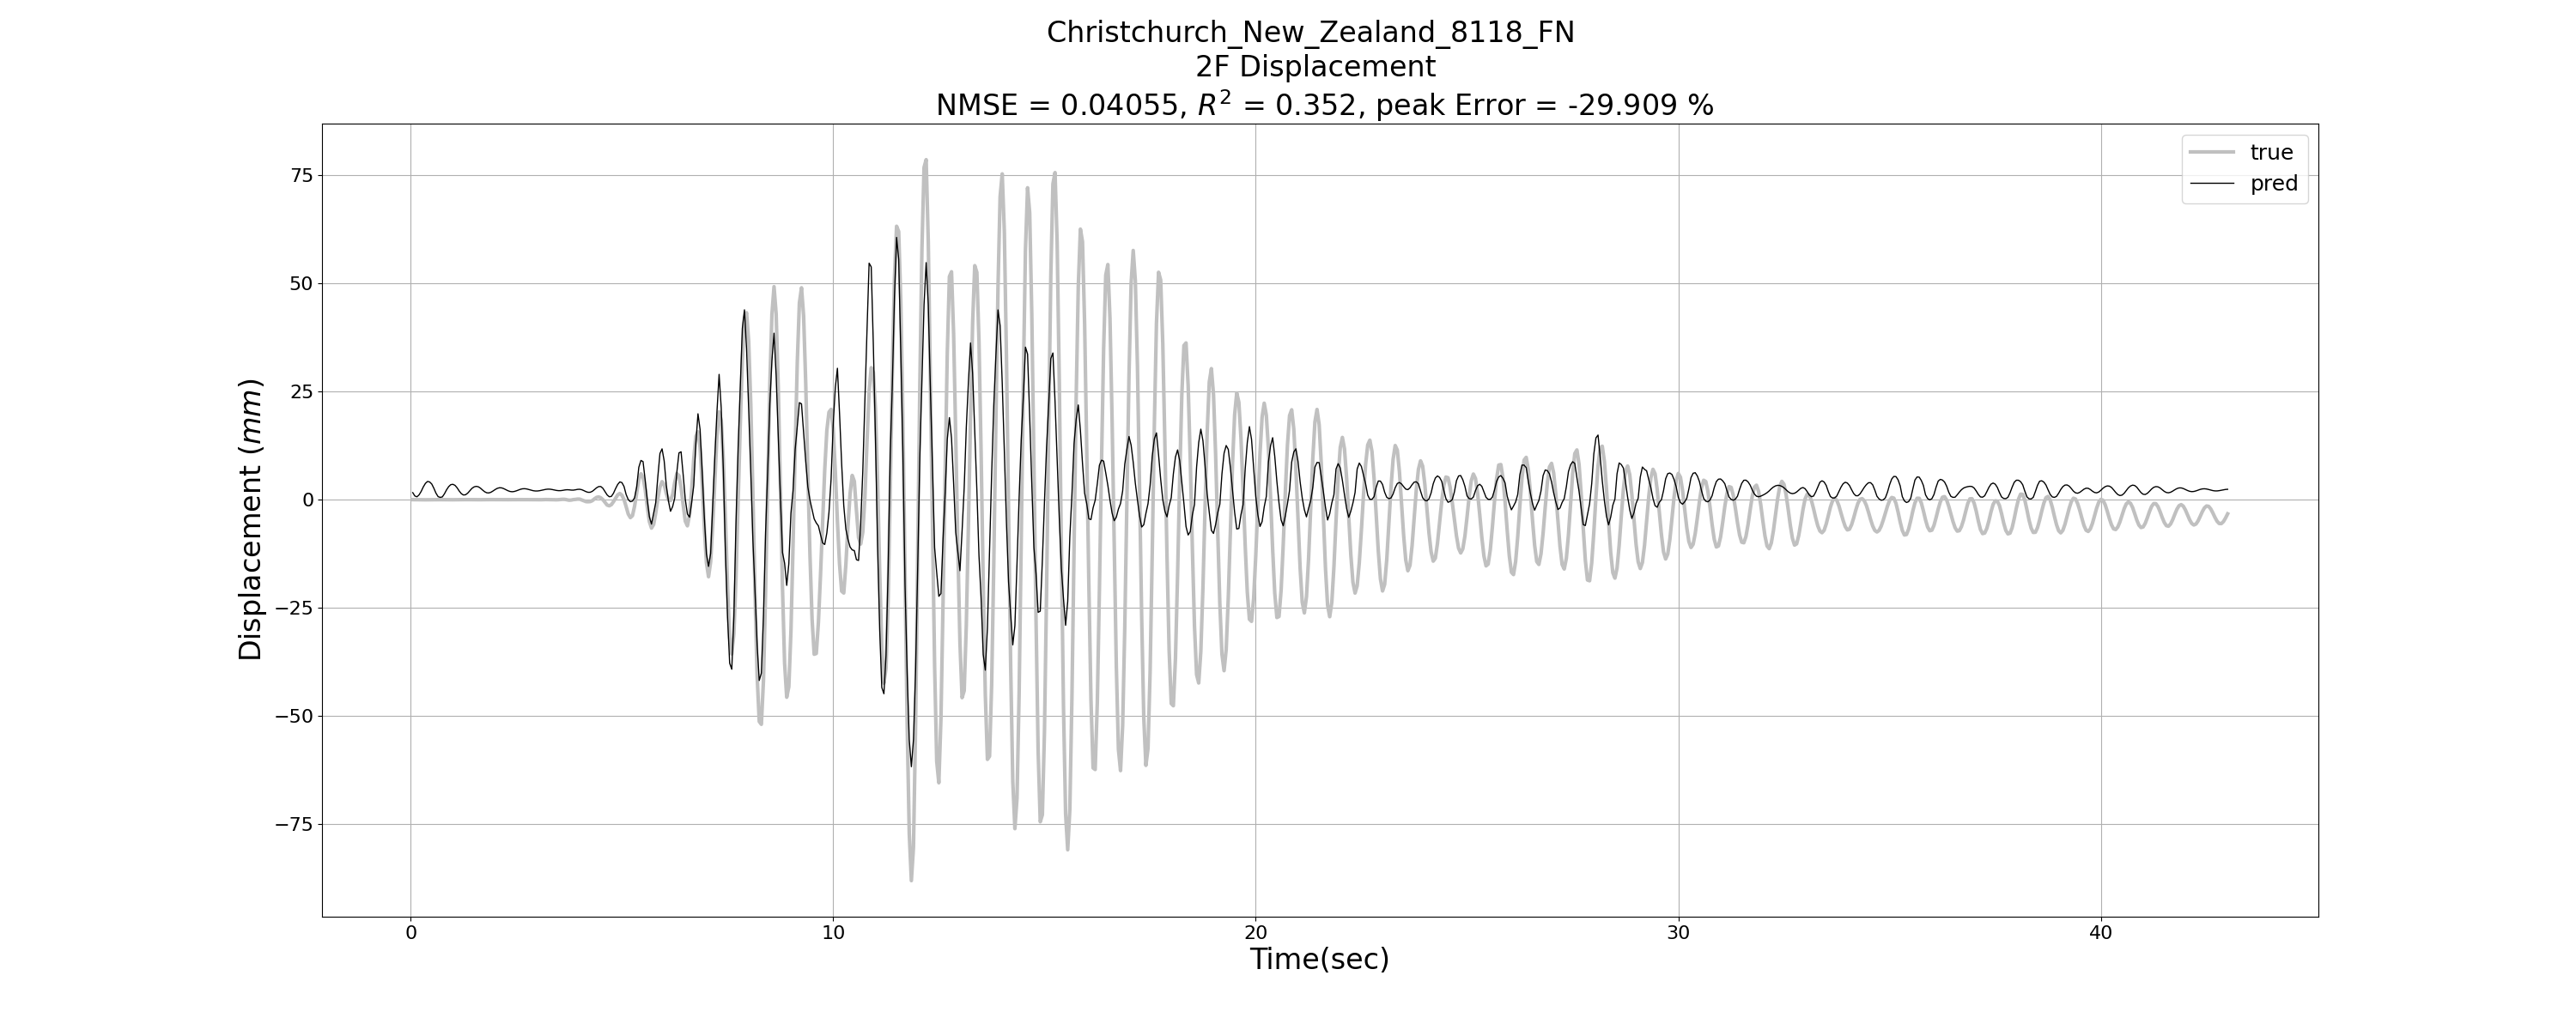 Christchurch_New_Zealand_8118_FN
2F Displacement
NMSE = 0.04055, R² = 0.352, peak Error = -29.909 %
true
pred
75
50
25
0
−25
−50
−75
Displacement (mm)
0 10 20 30 40
Time(sec)